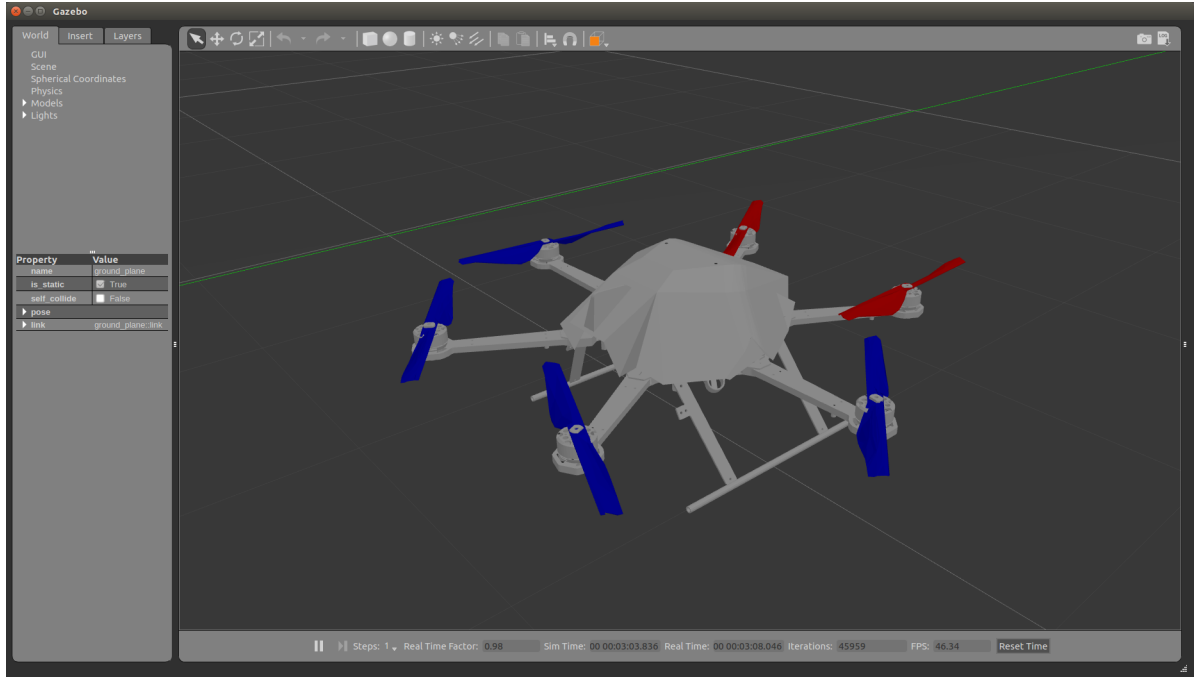 Gazebo
World Insert Layers
GUI
Scene
Spherical Coordinates
Physics
Models
Lights
Property Value
name ground_plane
is_static True
self_collide False
pose
link ground_plane::link
Steps: 1 Real Time Factor: 0.98 Sim Time: 00 00:03:03.836 Real Time: 00 00:03:08.046 Iterations: 45959 FPS: 46.34 Reset Time